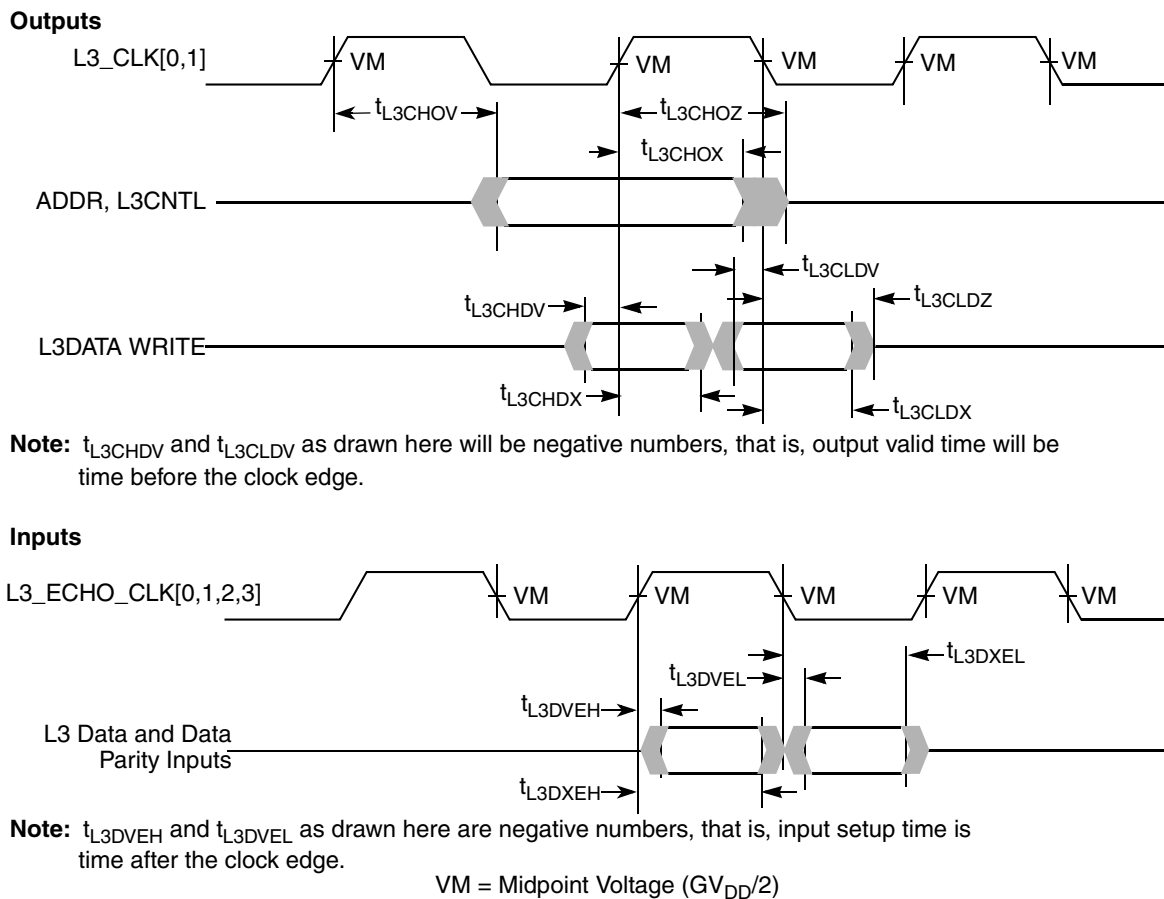 Outputs
L3_CLK[0,1]
VM
VM
VM
VM
VM
tL3CHOV
tL3CHOZ
tL3CHOX
ADDR, L3CNTL
tL3CLDV
tL3CHDV
tL3CLDZ
L3DATA WRITE
tL3CHDX
tL3CLDX
Note: tL3CHDV and tL3CLDV as drawn here will be negative numbers, that is, output valid time will be
time before the clock edge.
Inputs
L3_ECHO_CLK[0,1,2,3]
VM
VM
VM
VM
VM
tL3DXEL
tL3DVEL
tL3DVEH
L3 Data and Data
Parity Inputs
tL3DXEH
Note: tL3DVEH and tL3DVEL as drawn here are negative numbers, that is, input setup time is
time after the clock edge.
VM = Midpoint Voltage (GVDD/2)